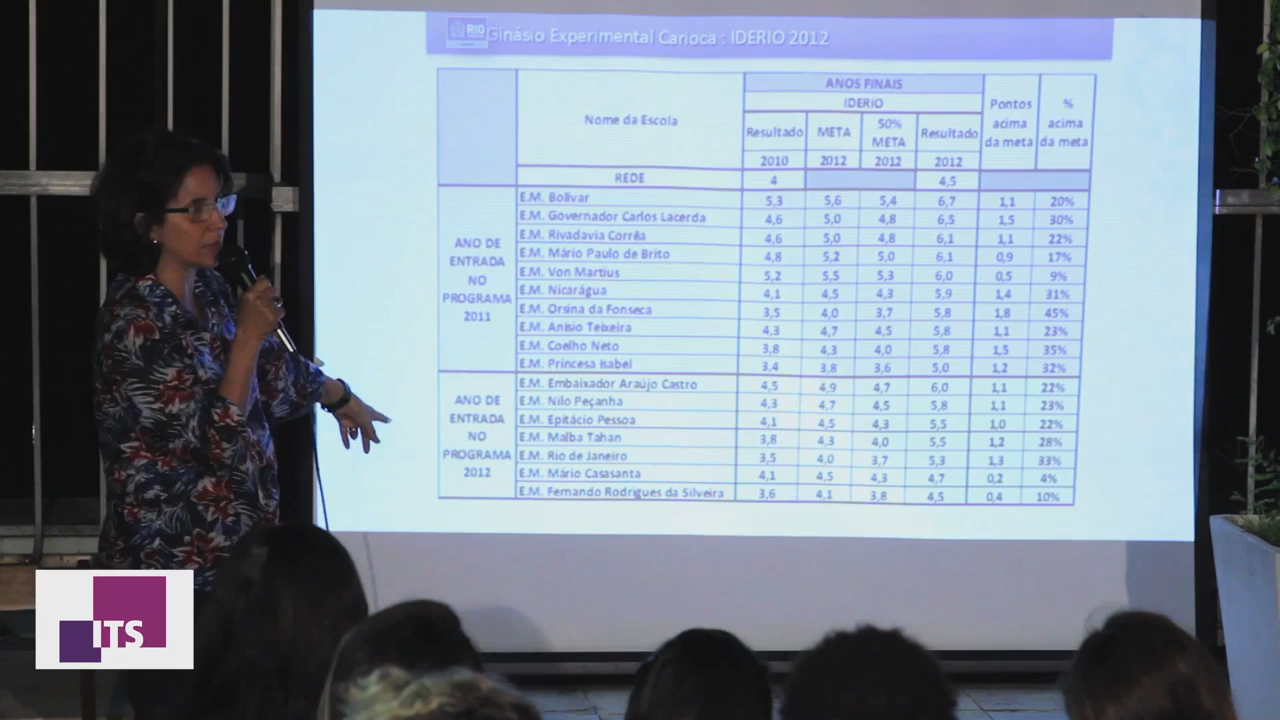 RIO
Ginásio Experimental Carioca : IDERIO 2012
Nome da Escola
ANOS FINAIS
IDERIO
Resultado META 50% META Resultado
2010 2012 2012 2012
Pontos acima da meta
% acima da meta
REDE 4 4,5
ANO DE ENTRADA NO PROGRAMA 2011
E.M. Bolivar 5,3 5,6 5,4 6,7 1,1 20%
E.M. Governador Carlos Lacerda 4,6 5,0 4,8 6,5 1,5 30%
E.M. Rivadavia Corrêa 4,6 5,0 4,8 6,1 1,1 22%
E.M. Mário Paulo de Brito 4,8 5,2 5,0 6,1 0,9 17%
E.M. Von Martius 5,2 5,5 5,3 6,0 0,5 9%
E.M. Nicarágua 4,1 4,5 4,3 5,9 1,4 31%
E.M. Orsina da Fonseca 3,5 4,0 3,7 5,8 1,8 45%
E.M. Anisio Teixeira 4,3 4,7 4,5 5,8 1,1 23%
E.M. Coelho Neto 3,8 4,3 4,0 5,8 1,5 35%
E.M. Princesa Isabel 3,4 3,8 3,6 5,0 1,2 32%
ANO DE ENTRADA NO PROGRAMA 2012
E.M. Embaixador Araújo Castro 4,5 4,9 4,7 6,0 1,1 22%
E.M. Nilo Peçanha 4,3 4,7 4,5 5,8 1,1 23%
E.M. Epitácio Pessoa 4,1 4,5 4,3 5,5 1,0 22%
E.M. Malba Tahan 3,8 4,3 4,0 5,5 1,2 28%
E.M. Rio de Janeiro 3,5 4,0 3,7 5,3 1,3 33%
E.M. Mário Casasanta 4,1 4,5 4,3 4,7 0,2 4%
E.M. Fernando Rodrigues da Silveira 3,6 4,1 3,8 4,5 0,4 10%
ITS